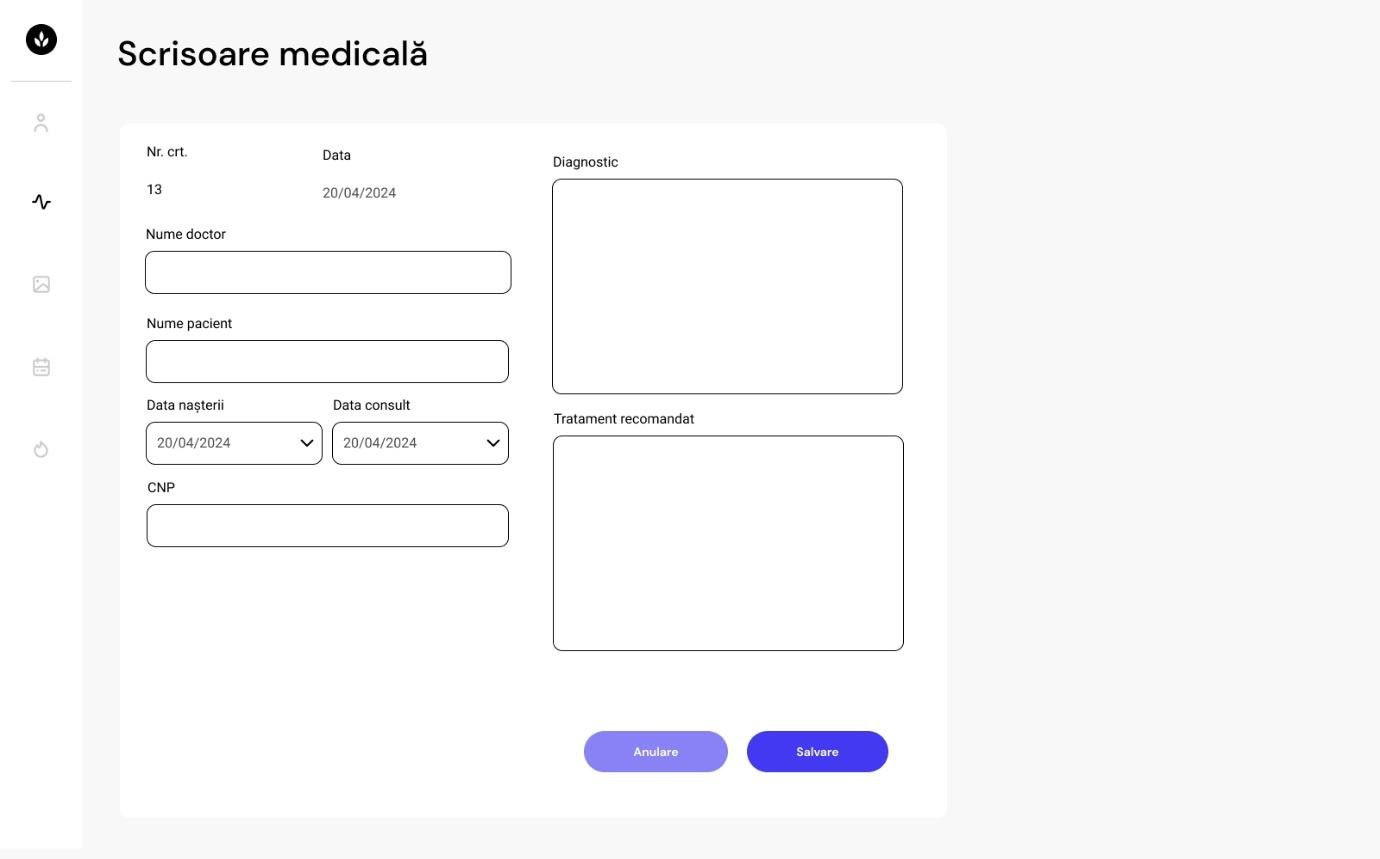 Scrisoare medicală
Nr. crt.
Data
13
20/04/2024
Nume doctor
Nume pacient
Data nașterii
Data consult
20/04/2024
20/04/2024
CNP
Diagnostic
Tratament recomandat
Anulare
Salvare